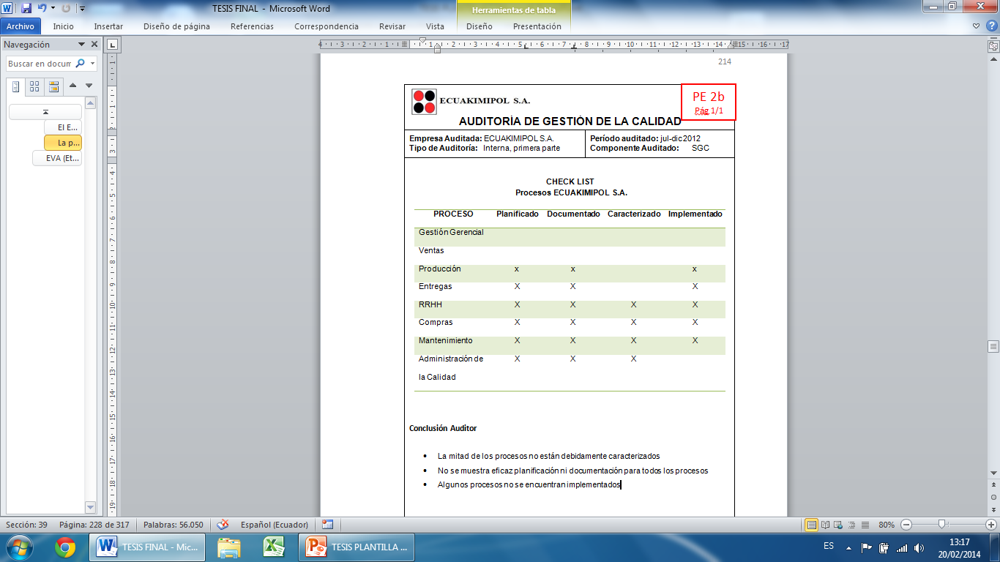 TESIS FINAL - Microsoft Word
Herramientas de tabla
Archivo Inicio Insertar Diseño de página Referencias Correspondencia Revisar Vista Diseño Presentación
Navegación
Buscar en docum
El E...
La p...
EVA (Et...
214
PE 2b
Pág 1/1
ECUAKIMIPOL S.A.
AUDITORÍA DE GESTIÓN DE LA CALIDAD
Empresa Auditada: ECUAKIMIPOL S.A.
Tipo de Auditoría: Interna, primera parte
Período auditado: jul-dic 2012
Componente Auditado: SGC
CHECK LIST
Procesos ECUAKIMIPOL S.A.
PROCESO Planificado Documentado Caracterizado Implementado
Gestión Gerencial
Ventas
Producción x x x
Entregas X X X
RRHH X X X X
Compras X X X X
Mantenimiento X X X X
Administración de X X X
la Calidad
Conclusión Auditor
• La mitad de los procesos no están debidamente caracterizados
• No se muestra eficaz planificación ni documentación para todos los procesos
• Algunos procesos no se encuentran implementados
Sección: 39 Página: 228 de 317 Palabras: 56.050 Español (Ecuador) 80%
TESIS FINAL - Mic... TESIS PLANTILLA ... ES 13:17
20/02/2014